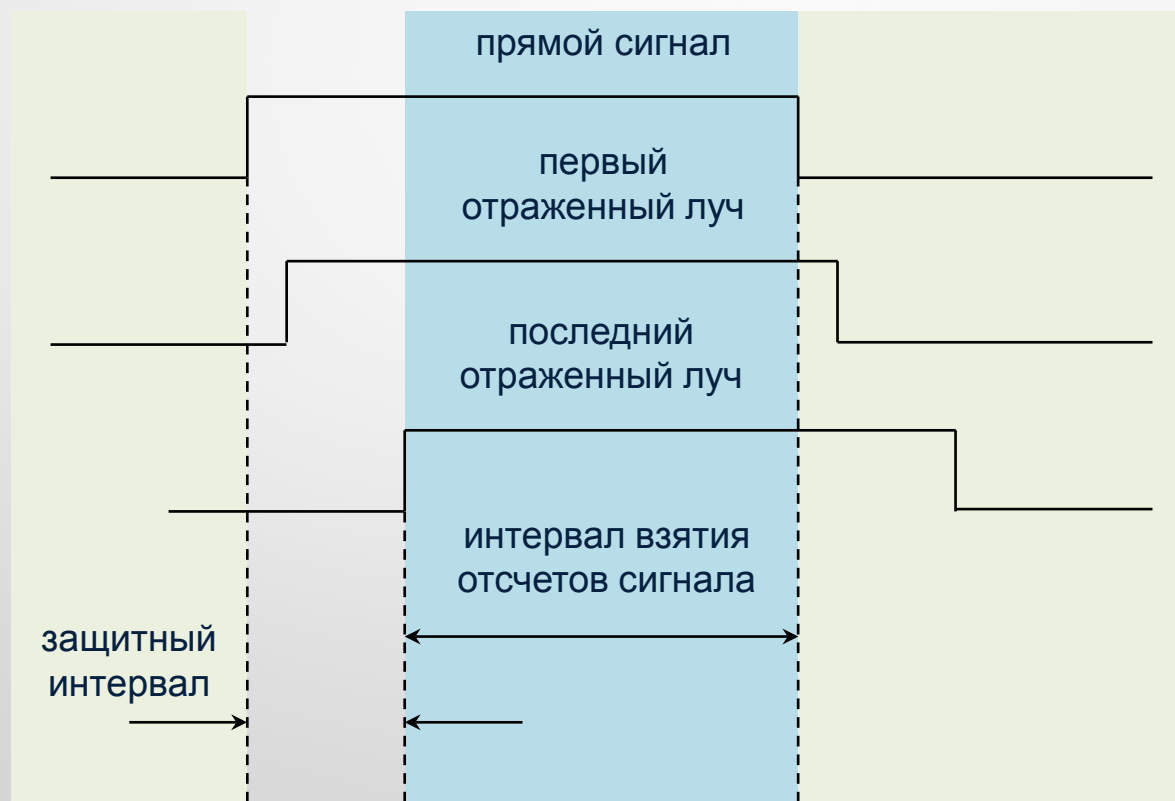 прямой сигнал
первый
отраженный луч
последний
отраженный луч
интервал взятия
отсчетов сигнала
защитный
интервал